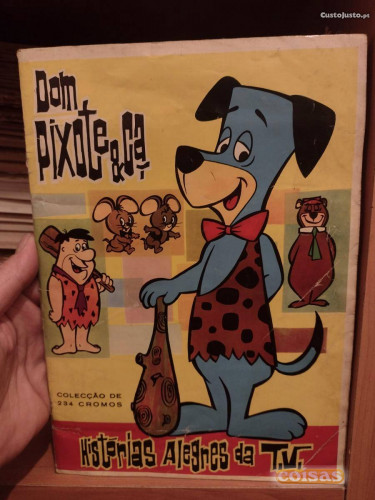 CustoJusto.pt
Dom
pixote & Cª
COLECÇÃO DE
234 CROMOS
Histórias Alegres da TV.
coisas